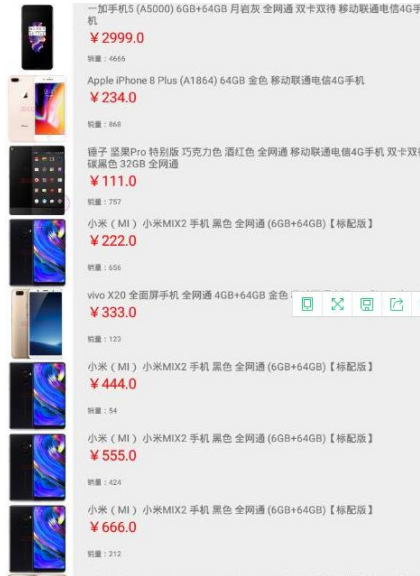 一加手机5 (A5000) 6GB+64GB 月岩灰 全网通 双卡双待 移动联通电信4G手
机
￥2999.0
销量：4666
Apple iPhone 8 Plus (A1864) 64GB 金色 移动联通电信4G手机
￥234.0
销量：868
锤子 坚果Pro 特别版 巧克力色 酒红色 全网通 移动联通电信4G手机 双卡双待
碳黑色 32GB 全网通
￥111.0
销量：757
小米（MI）小米MIX2 手机 黑色 全网通 (6GB+64GB)【标配版】
￥222.0
销量：656
vivo X20 全面屏手机 全网通 4GB+64GB 金色
￥333.0
销量：123
小米（MI）小米MIX2 手机 黑色 全网通 (6GB+64GB)【标配版】
￥444.0
销量：54
小米（MI）小米MIX2 手机 黑色 全网通 (6GB+64GB)【标配版】
￥555.0
销量：424
小米（MI）小米MIX2 手机 黑色 全网通 (6GB+64GB)【标配版】
￥666.0
销量：212